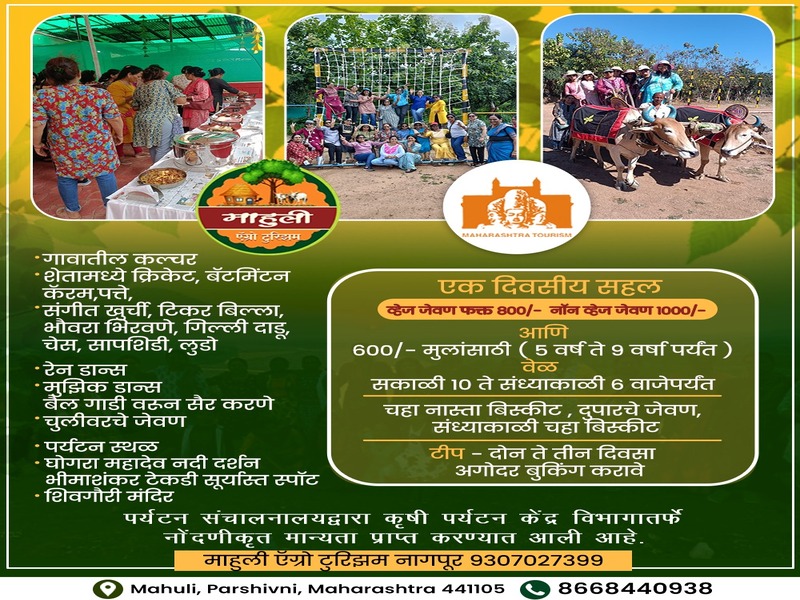 माहुली
ऍग्रो टुरिझम
MAHARASHTRA TOURISM
• गावातील कल्चर
• शेतामध्ये क्रिकेट, बॅटमिंटन
कॅरम,पत्ते,
• संगीत खुर्ची, टिकर बिल्ला,
भौवरा भिरवणे, गिल्ली दाडू,
चेस, सापशिडी, लुडो
• रेन डान्स
• मुझिक डान्स
बैल गाडी वरून सैर करणे
• चुलीवरचे जेवण
• पर्यटन स्थळ
• घोगरा महादेव नदी दर्शन
भीमाशंकर टेकडी सूर्यास्त स्पॉट
• शिवगौरी मंदिर
एक दिवसीय सहल
व्हेज जेवण फक्त 800/- नॉन व्हेज जेवण 1000/-
आणि
600/- मुलांसाठी ( 5 वर्ष ते 9 वर्षा पर्यंत )
वेळ
सकाळी 10 ते संध्याकाळी 6 वाजेपर्यंत
चहा नास्ता बिस्कीट , दुपारचे जेवण,
संध्याकाळी चहा बिस्कीट
टीप - दोन ते तीन दिवसा
अगोदर बुकिंग करावे
पर्यटन संचालनालयद्वारा कृषी पर्यटन केंद्र विभागातर्फे
नोंदणीकृत मान्यता प्राप्त करण्यात आली आहे.
माहुली ऍग्रो टुरिझम नागपूर 9307027399
Mahuli, Parshivni, Maharashtra 441105
8668440938